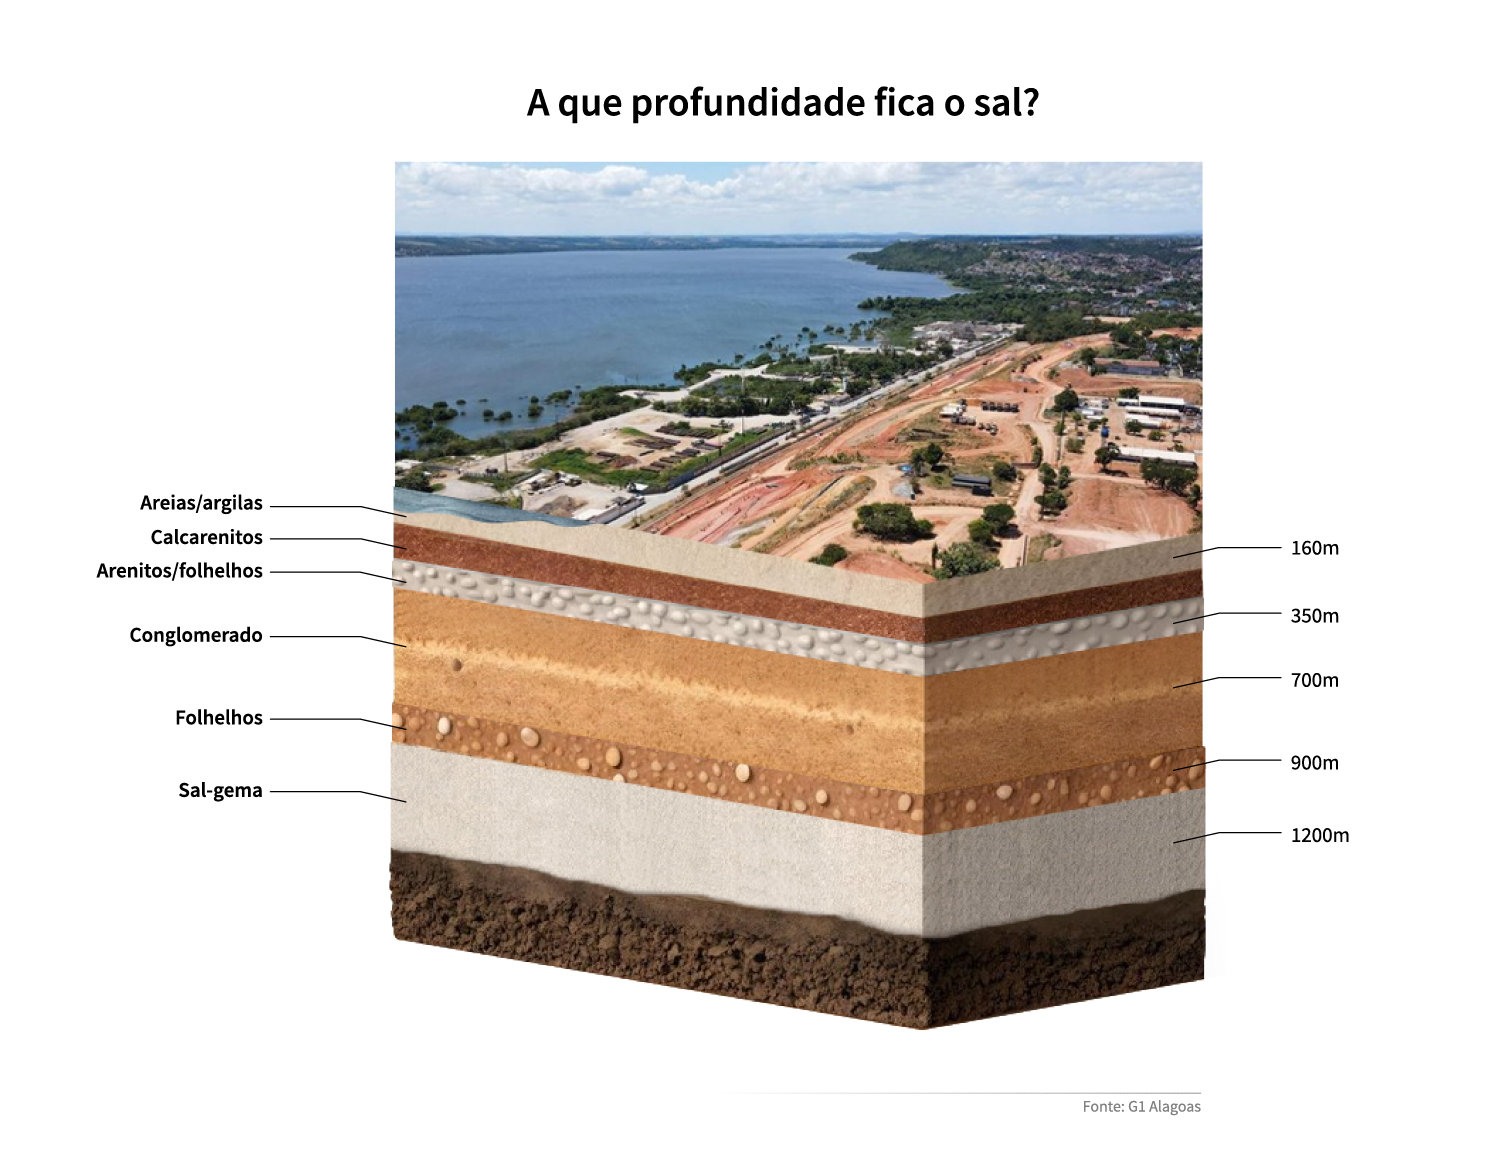 A que profundidade fica o sal?
Areias/argilas
Calcarenitos
Arenitos/folhelhos
Conglomerado
Folhelhos
Sal-gema
160m
350m
700m
900m
1200m
Fonte: G1 Alagoas